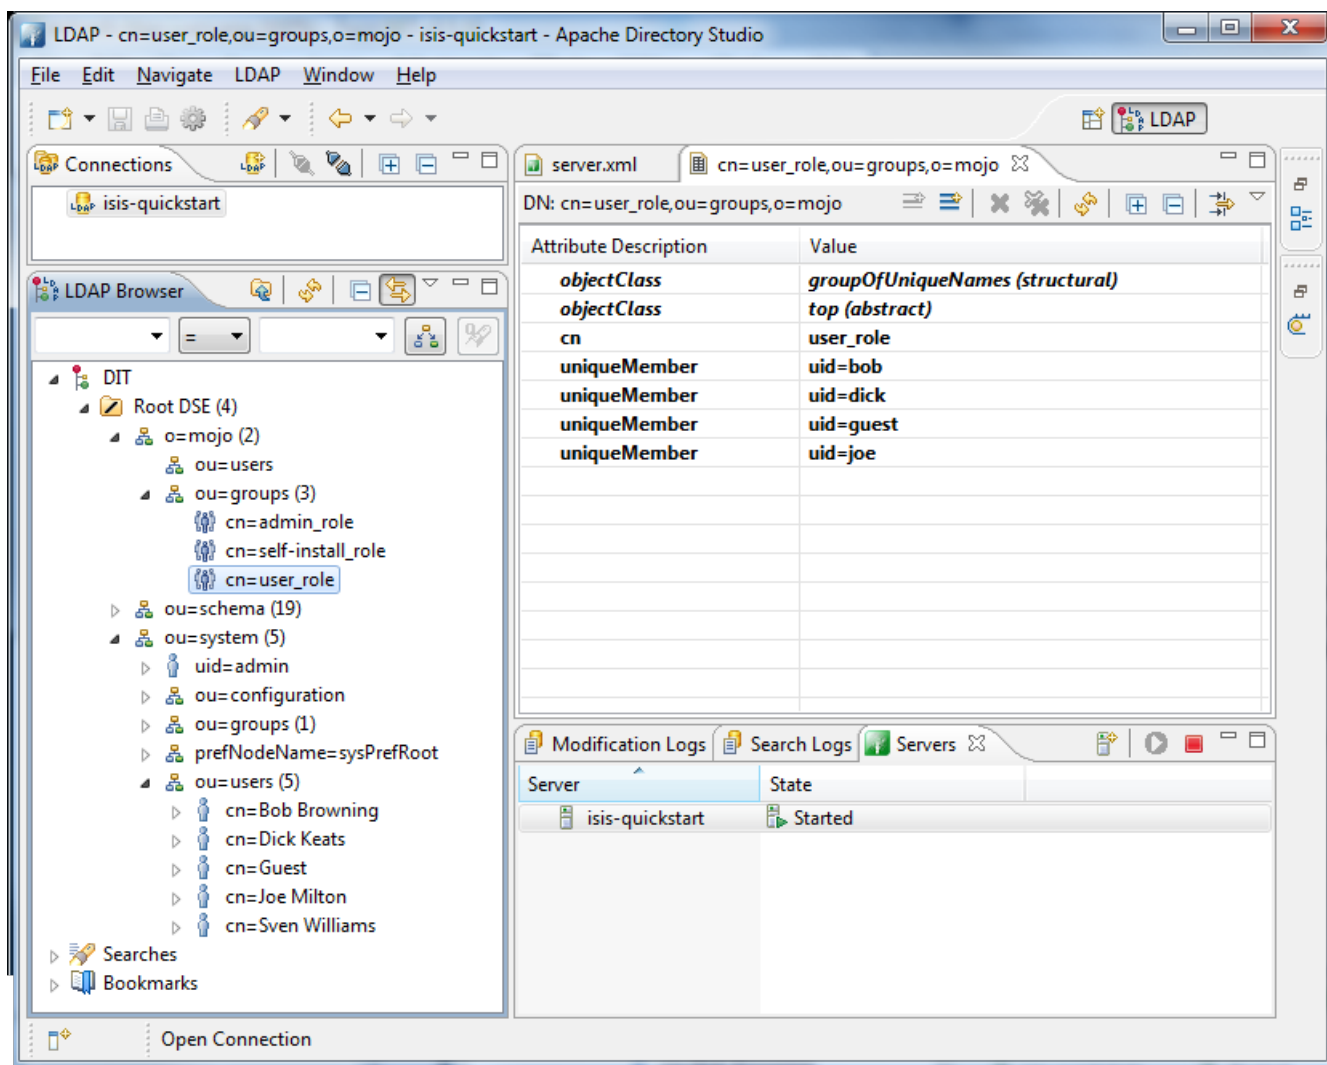 LDAP - cn=user_role,ou=groups,o=mojo - isis-quickstart - Apache Directory Studio
File Edit Navigate LDAP Window Help
LDAP
Connections
isis-quickstart
LDAP Browser
=
DIT
Root DSE (4)
o=mojo (2)
ou=users
ou=groups (3)
cn=admin_role
cn=self-install_role
cn=user_role
ou=schema (19)
ou=system (5)
uid=admin
ou=configuration
ou=groups (1)
prefNodeName=sysPrefRoot
ou=users (5)
cn=Bob Browning
cn=Dick Keats
cn=Guest
cn=Joe Milton
cn=Sven Williams
Searches
Bookmarks
server.xml cn=user_role,ou=groups,o=mojo
DN: cn=user_role,ou=groups,o=mojo
Attribute Description Value
objectClass groupOfUniqueNames (structural)
objectClass top (abstract)
cn user_role
uniqueMember uid=bob
uniqueMember uid=dick
uniqueMember uid=guest
uniqueMember uid=joe
Modification Logs Search Logs Servers
Server State
isis-quickstart Started
Open Connection